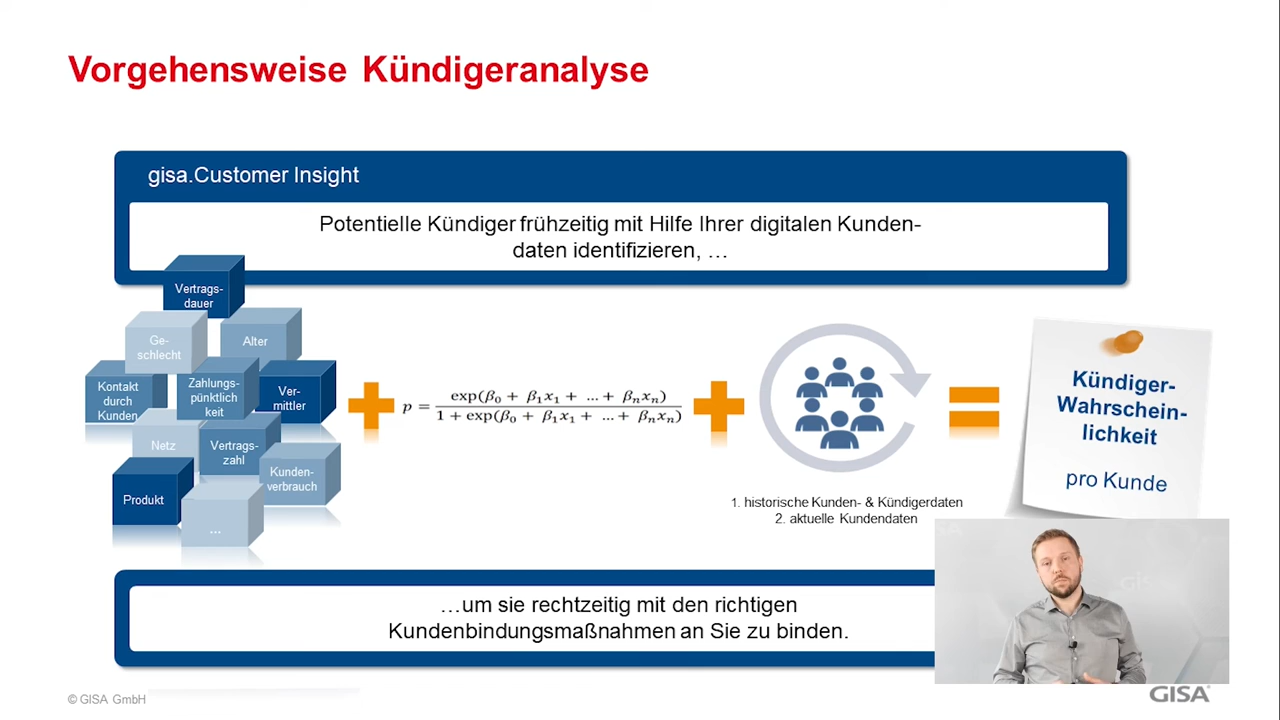 Vorgehensweise Kündigeranalyse
gisa.Customer Insight
Potentielle Kündiger frühzeitig mit Hilfe Ihrer digitalen Kunden-
daten identifizieren, …
Vertrags-
dauer
Ge-
schlecht
Alter
Kontakt
durch
Kunden
Zahlungs-
pünktlich
keit
Ver-
mittler
Netz
Vertrags-
zahl
Kunden-
verbrauch
Produkt
...
p = exp(β0 + β1x1 + … + βnxn) / 1 + exp(β0 + β1x1 + … + βnxn)
1. historische Kunden- & Kündigerdaten
2. aktuelle Kundendaten
Kündiger-
Wahrschein-
lichkeit
pro Kunde
…um sie rechtzeitig mit den richtigen
Kundenbindungsmaßnahmen an Sie zu binden.
© GISA GmbH
GISA®